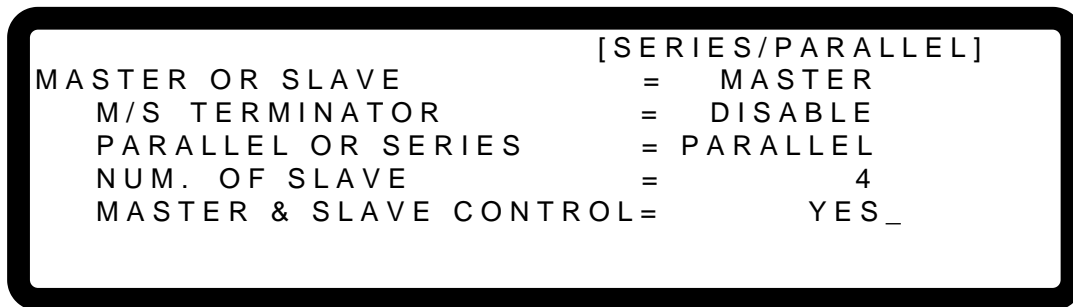 [SERIES/PARALLEL]
MASTER OR SLAVE = MASTER
M/S TERMINATOR = DISABLE
PARALLEL OR SERIES = PARALLEL
NUM. OF SLAVE = 4
MASTER & SLAVE CONTROL= YES_